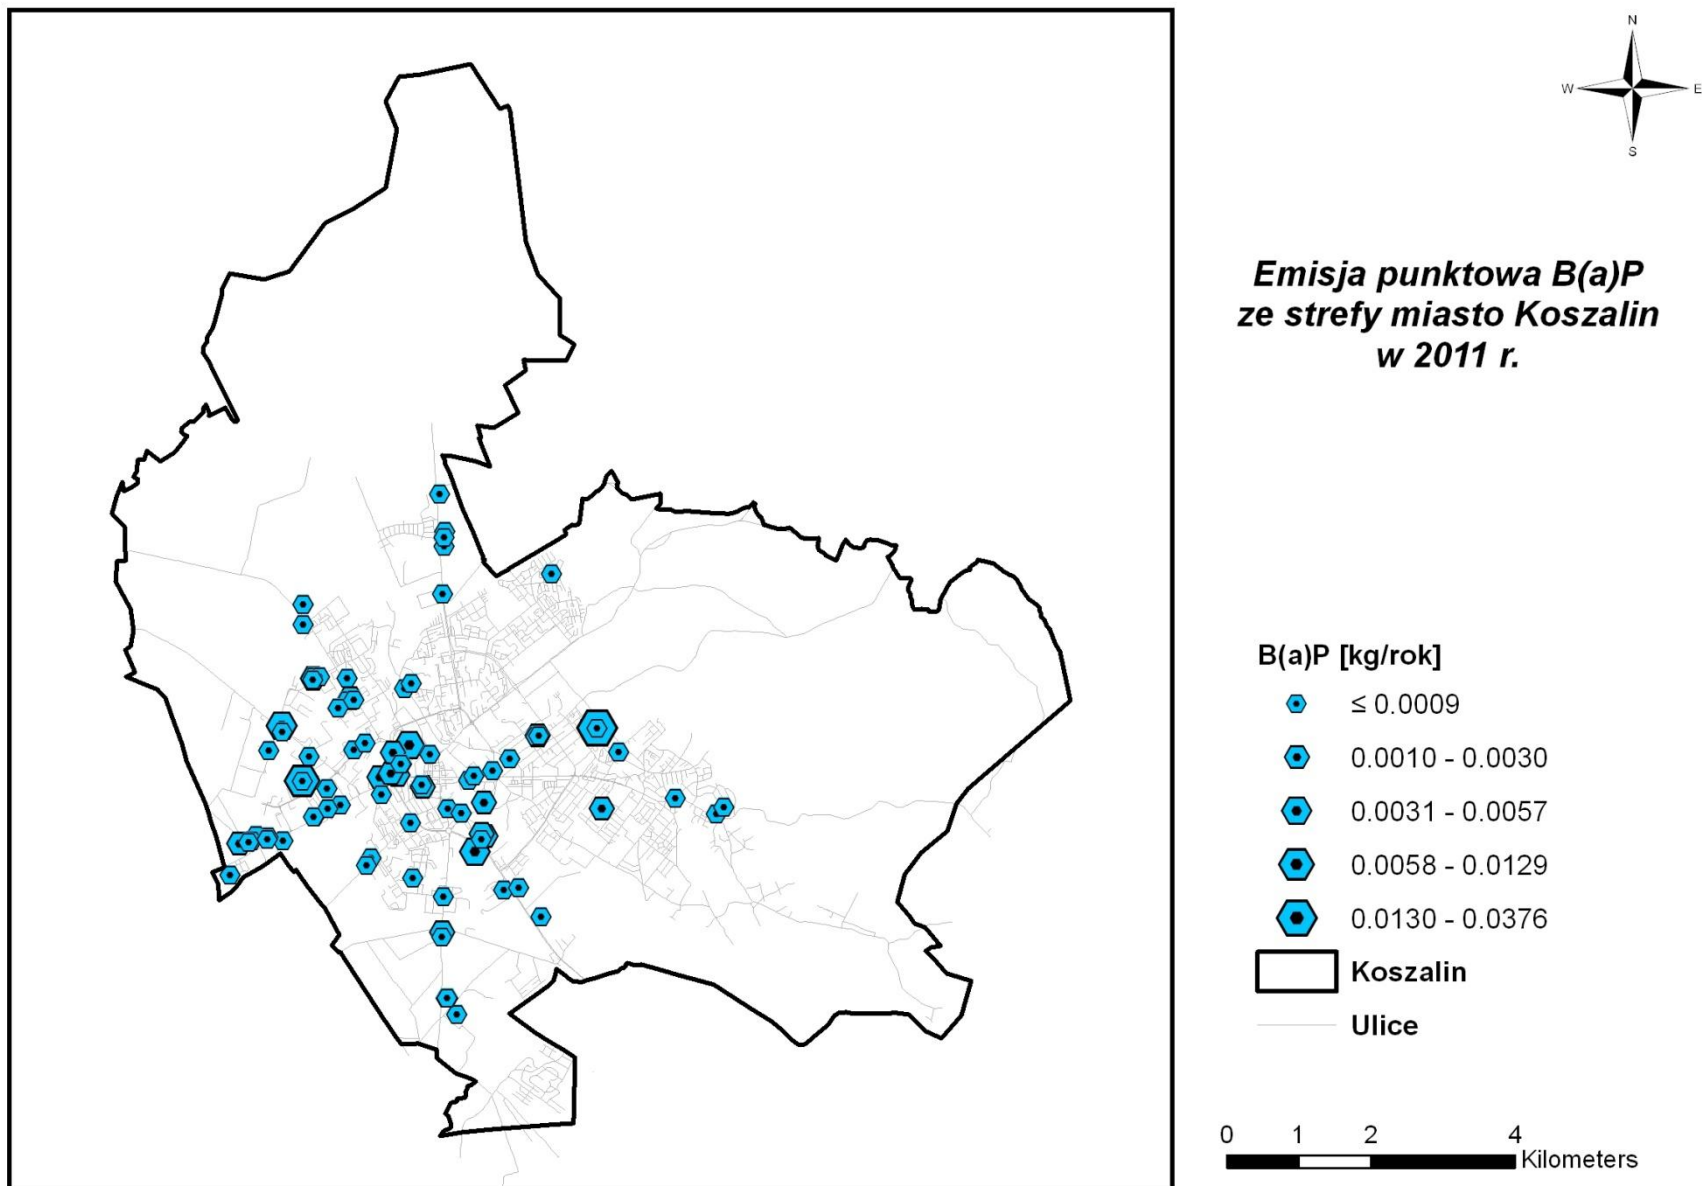 N
W
E
S
Emisja punktowa B(a)P
ze strefy miasto Koszalin
w 2011 r.
B(a)P [kg/rok]
≤ 0.0009
0.0010 - 0.0030
0.0031 - 0.0057
0.0058 - 0.0129
0.0130 - 0.0376
Koszalin
Ulice
0 1 2 4
Kilometers